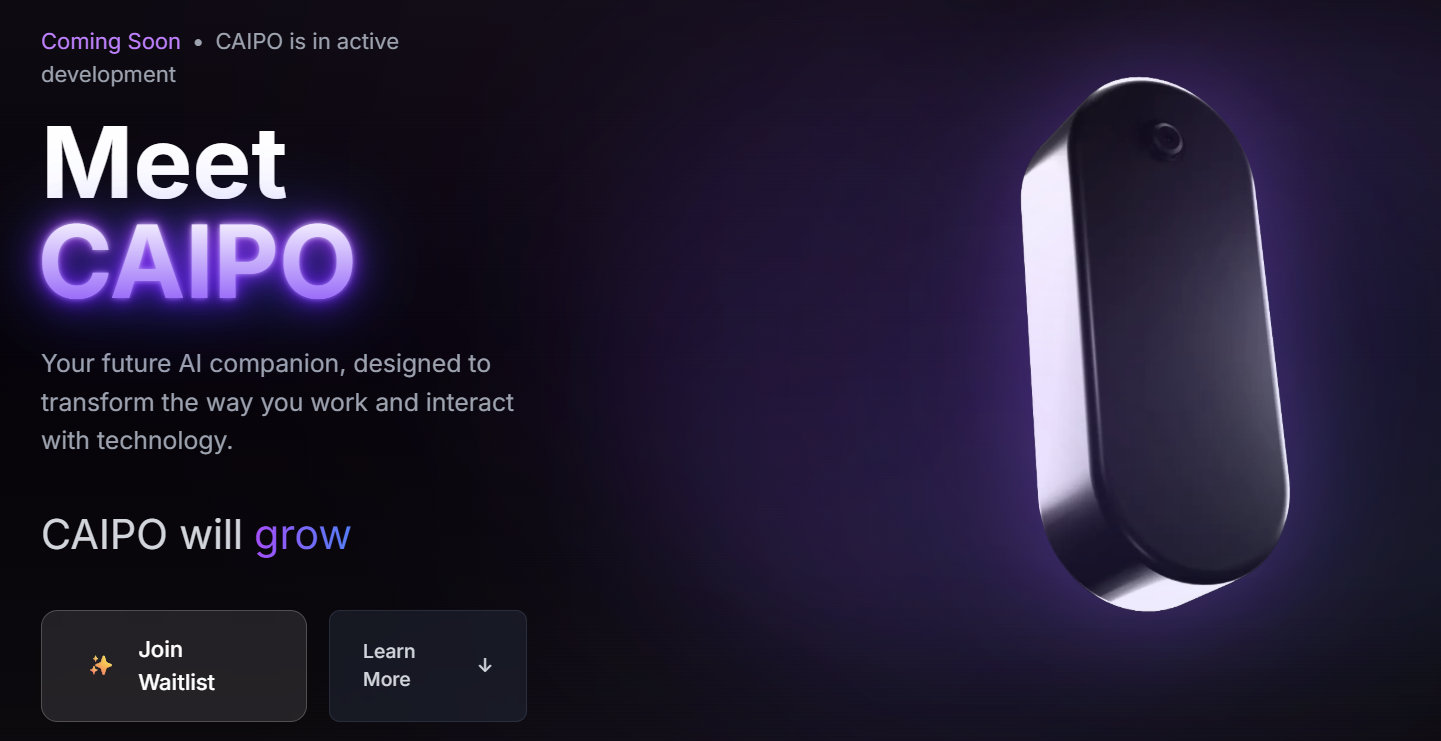 Coming Soon • CAIPO is in active
development
Meet
CAIPO
Your future AI companion, designed to
transform the way you work and interact
with technology.
CAIPO will grow
Join
Waitlist
Learn
More ↓